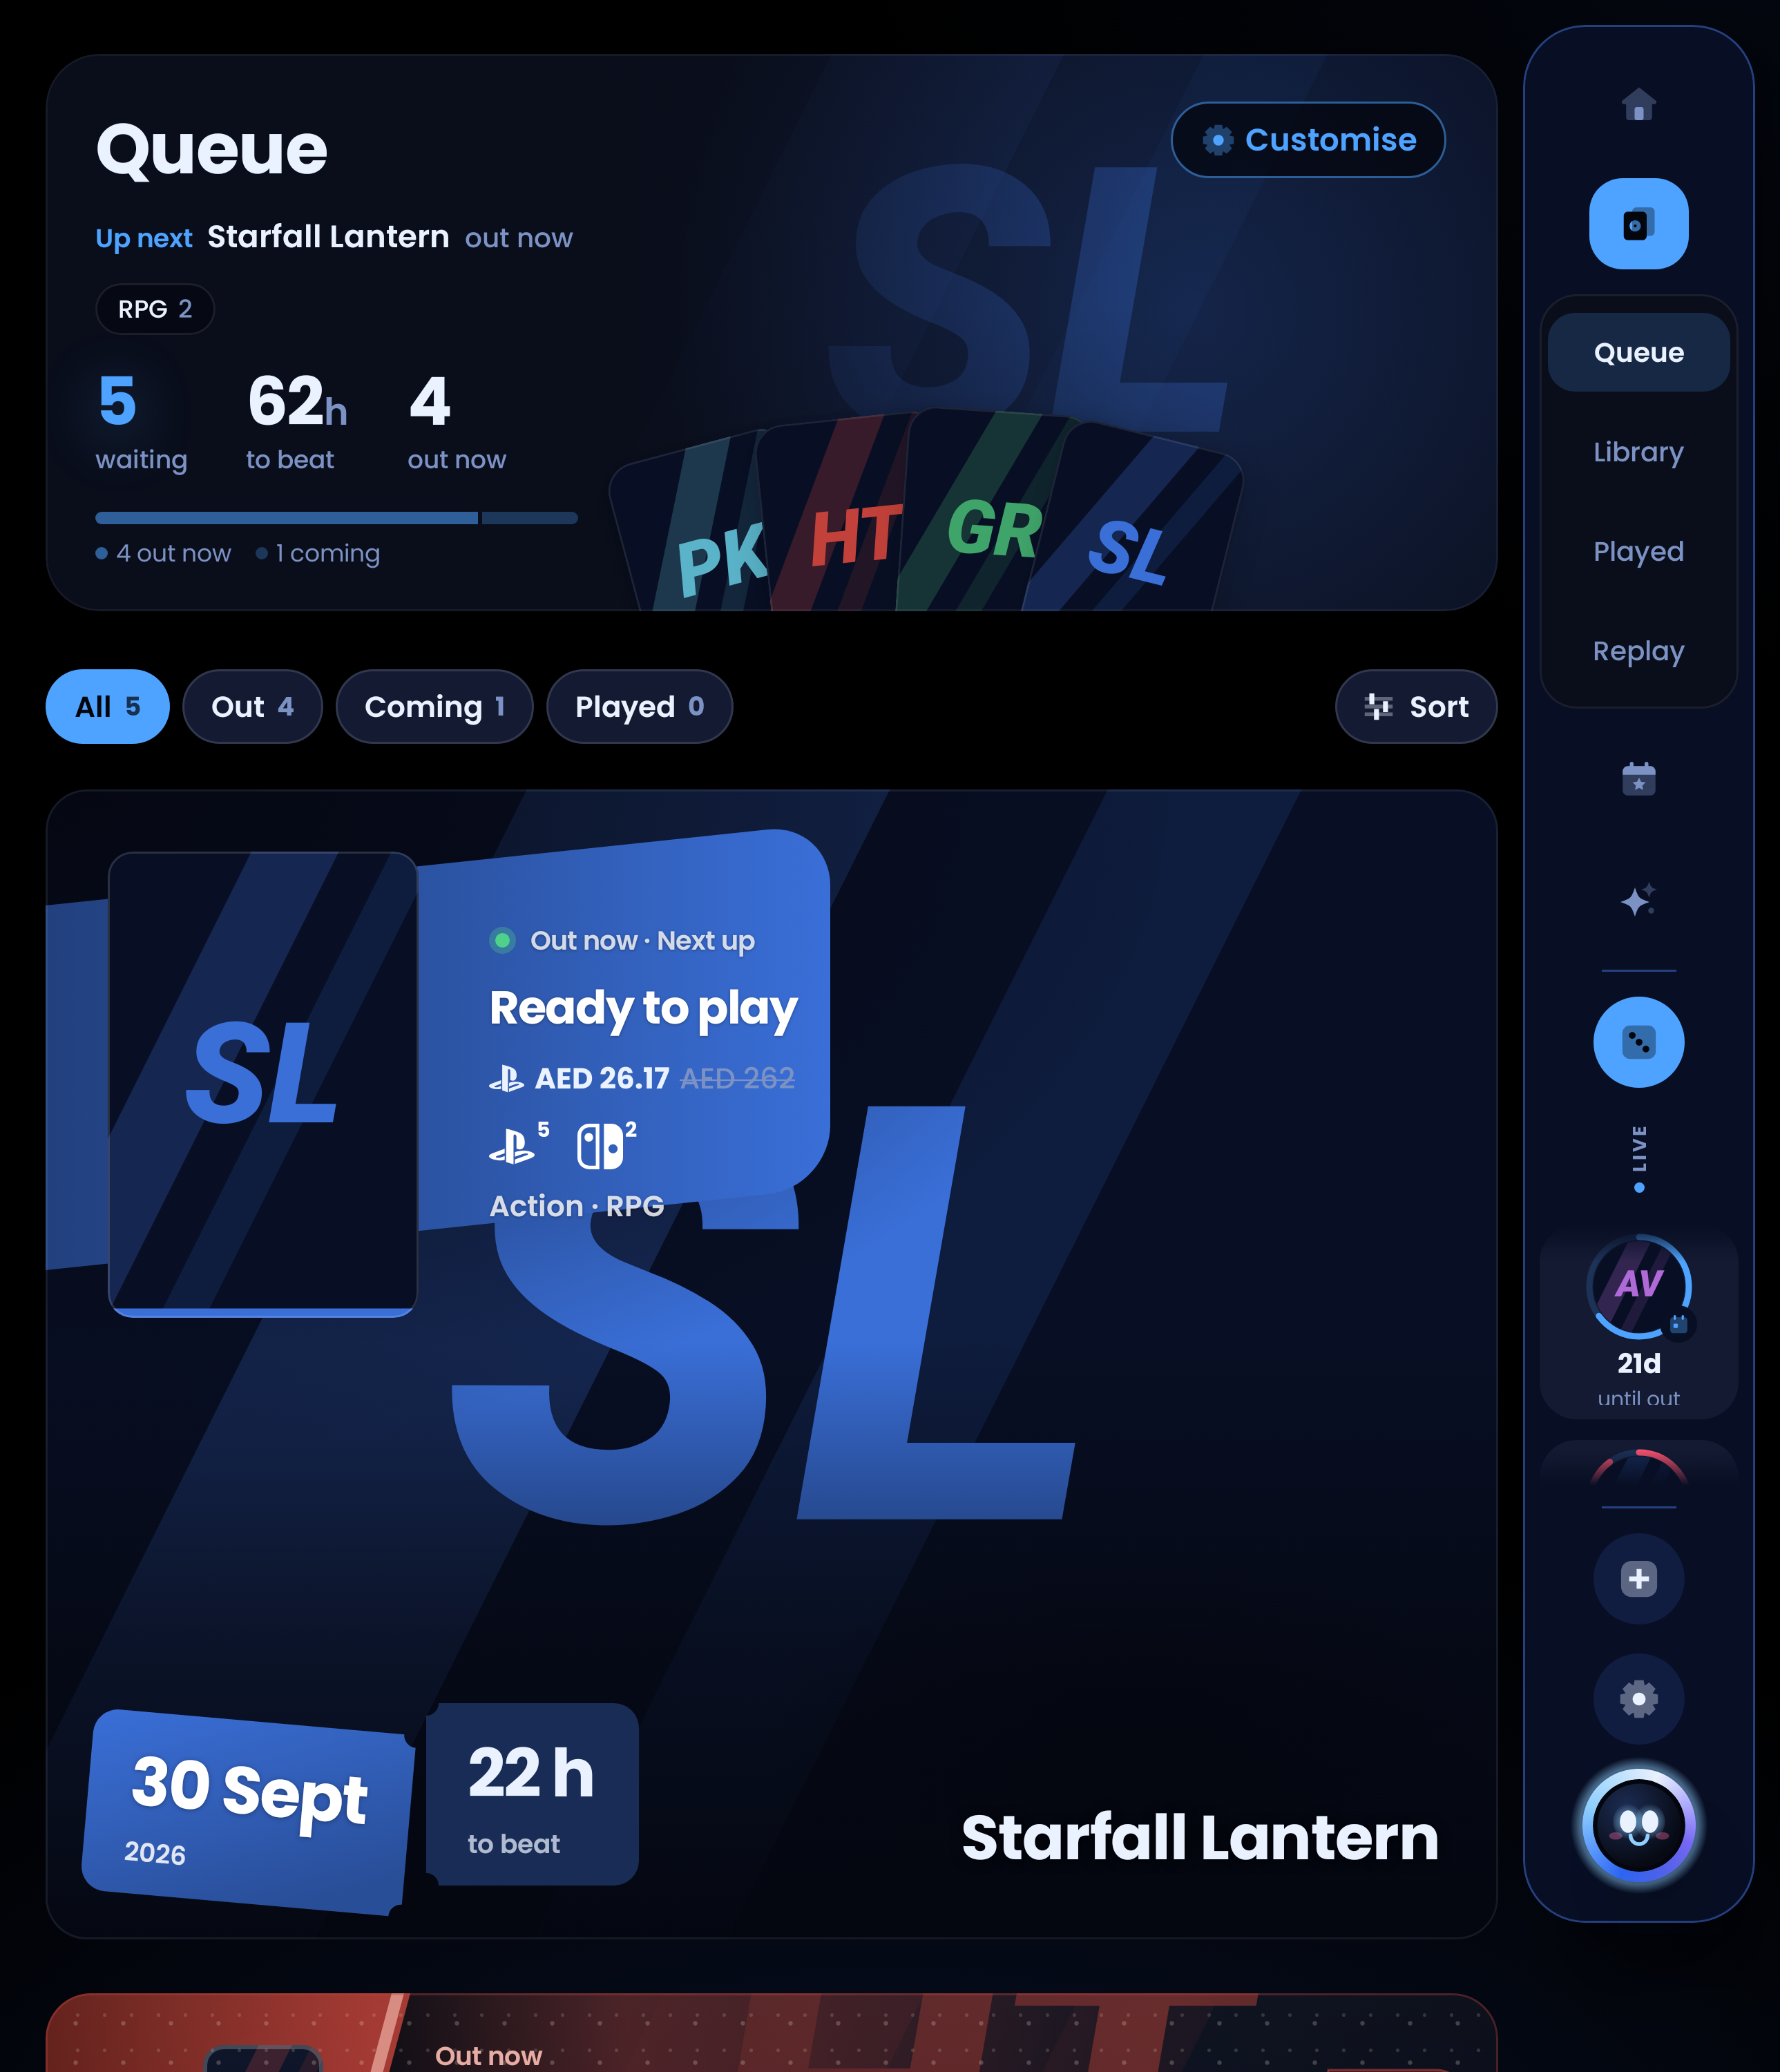 Queue
Customise
Up next Starfall Lantern out now
RPG 2
5 62h 4
waiting to beat out now
4 out now 1 coming
SL
PK HT GR SL
All 5 Out 4 Coming 1 Played 0 Sort
SL
Out now · Next up
Ready to play
AED 26.17 AED 262
5 2
Action · RPG
SL
30 Sept
2026
22 h
to beat
Starfall Lantern
HT
Out now
Queue
Library
Played
Replay
LIVE
AV
21d
until out